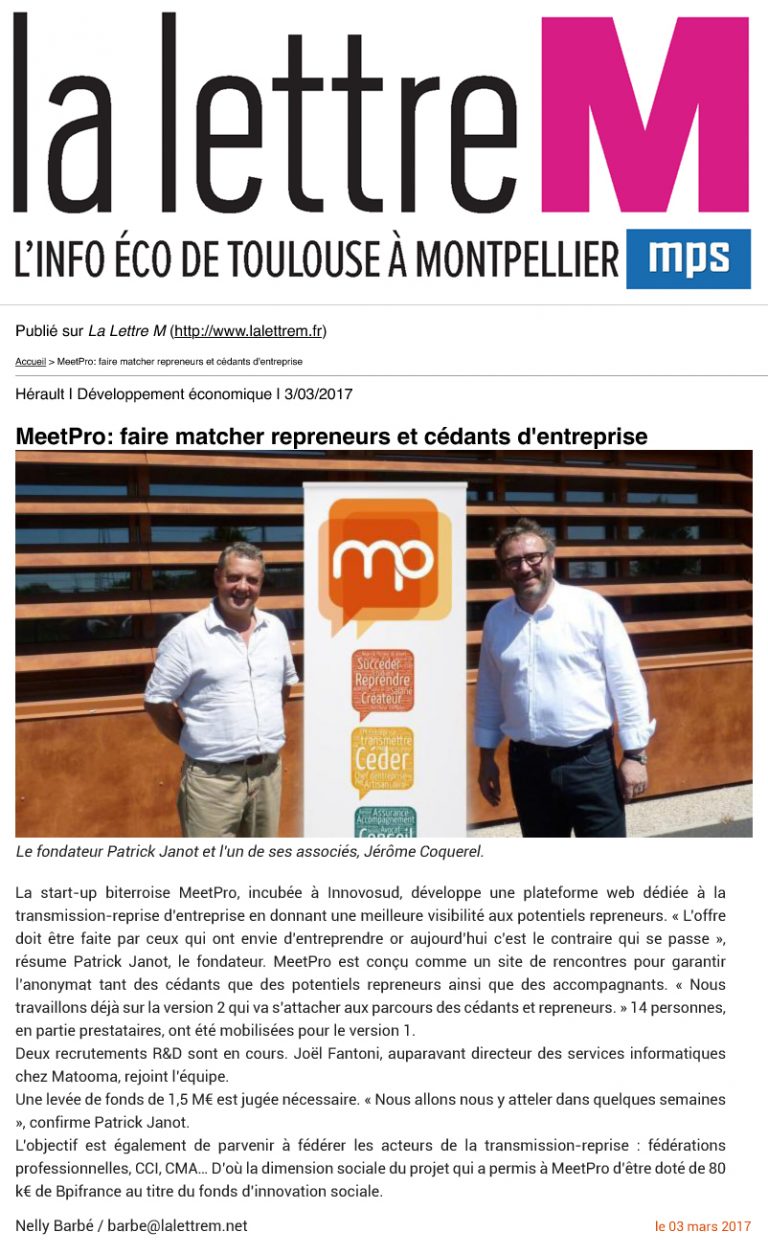 la lettreM
L'INFO ÉCO DE TOULOUSE À MONTPELLIER mps
Publié sur La Lettre M (http://www.lalettrem.fr)
Accueil > MeetPro: faire matcher repreneurs et cédants d'entreprise
Hérault I Développement économique I 3/03/2017
MeetPro: faire matcher repreneurs et cédants d'entreprise
mp
Succéder
Reprendre
Salarié
Créateur
transmettre
Céder
Chef d'entreprise
Artisan
Assurance
Accompagnement
Avocat
Conseil
Le fondateur Patrick Janot et l'un de ses associés, Jérôme Coquerel.
La start-up biterroise MeetPro, incubée à Innovosud, développe une plateforme web dédiée à la
transmission-reprise d'entreprise en donnant une meilleure visibilité aux potentiels repreneurs. « L'offre
doit être faite par ceux qui ont envie d'entreprendre or aujourd'hui c'est le contraire qui se passe »,
résume Patrick Janot, le fondateur. MeetPro est conçu comme un site de rencontres pour garantir
l'anonymat tant des cédants que des potentiels repreneurs ainsi que des accompagnants. « Nous
travaillons déjà sur la version 2 qui va s'attacher aux parcours des cédants et repreneurs. » 14 personnes,
en partie prestataires, ont été mobilisées pour le version 1.
Deux recrutements R&D sont en cours. Joël Fantoni, auparavant directeur des services informatiques
chez Matooma, rejoint l'équipe.
Une levée de fonds de 1,5 M€ est jugée nécessaire. « Nous allons nous y atteler dans quelques semaines
», confirme Patrick Janot.
L'objectif est également de parvenir à fédérer les acteurs de la transmission-reprise : fédérations
professionnelles, CCI, CMA… D'où la dimension sociale du projet qui a permis à MeetPro d'être doté de 80
k€ de Bpifrance au titre du fonds d'innovation sociale.
Nelly Barbé / barbe@lalettrem.net le 03 mars 2017